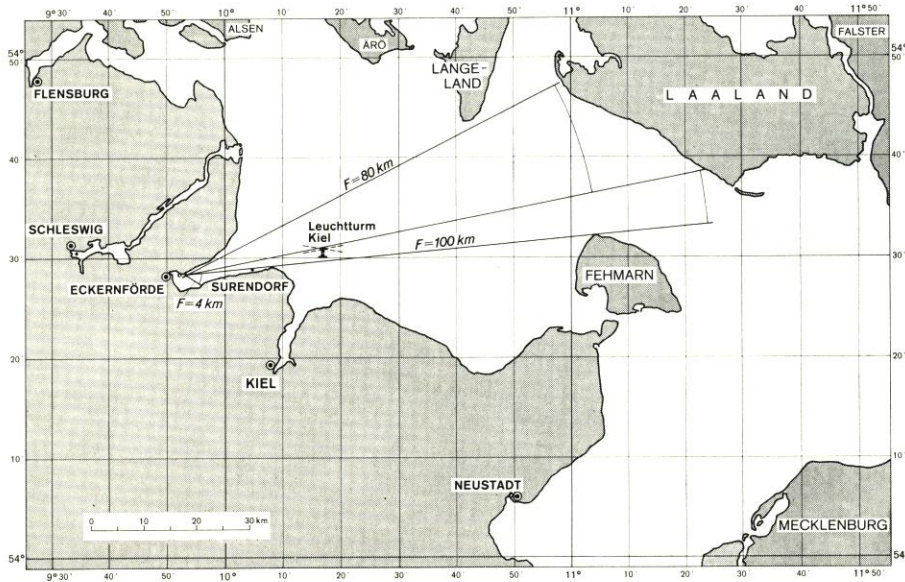 9° 30' 40' 50' 10° 10' 20' 30' 40' 50' 11° 10' 20' 30' 40' 11° 50'
54° 50'
54° 50'
ALSEN
ÄRÖ
LANGE-
LAND
FALSTER
FLENSBURG
LAALAND
40'
40'
F=80 km
SCHLESWIG
Leuchtturm
Kiel
F=100 km
30'
30'
ECKERNFÖRDE
SURENDORF
FEHMARN
F=4 km
20'
20'
KIEL
10'
10'
NEUSTADT
0 10 20 30 km
MECKLENBURG
54°
54°
9° 30' 40' 50' 10° 10' 20' 30' 40' 50' 11° 10' 20' 30' 40' 11° 50'